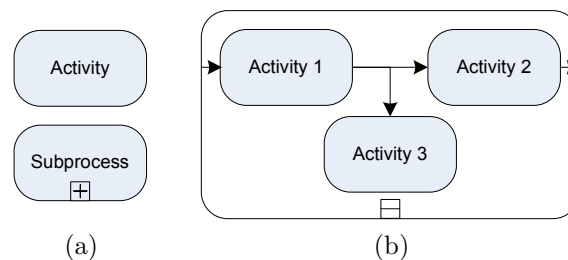 Activity
Activity 1
Activity 2
Subprocess
Activity 3
(a)
(b)